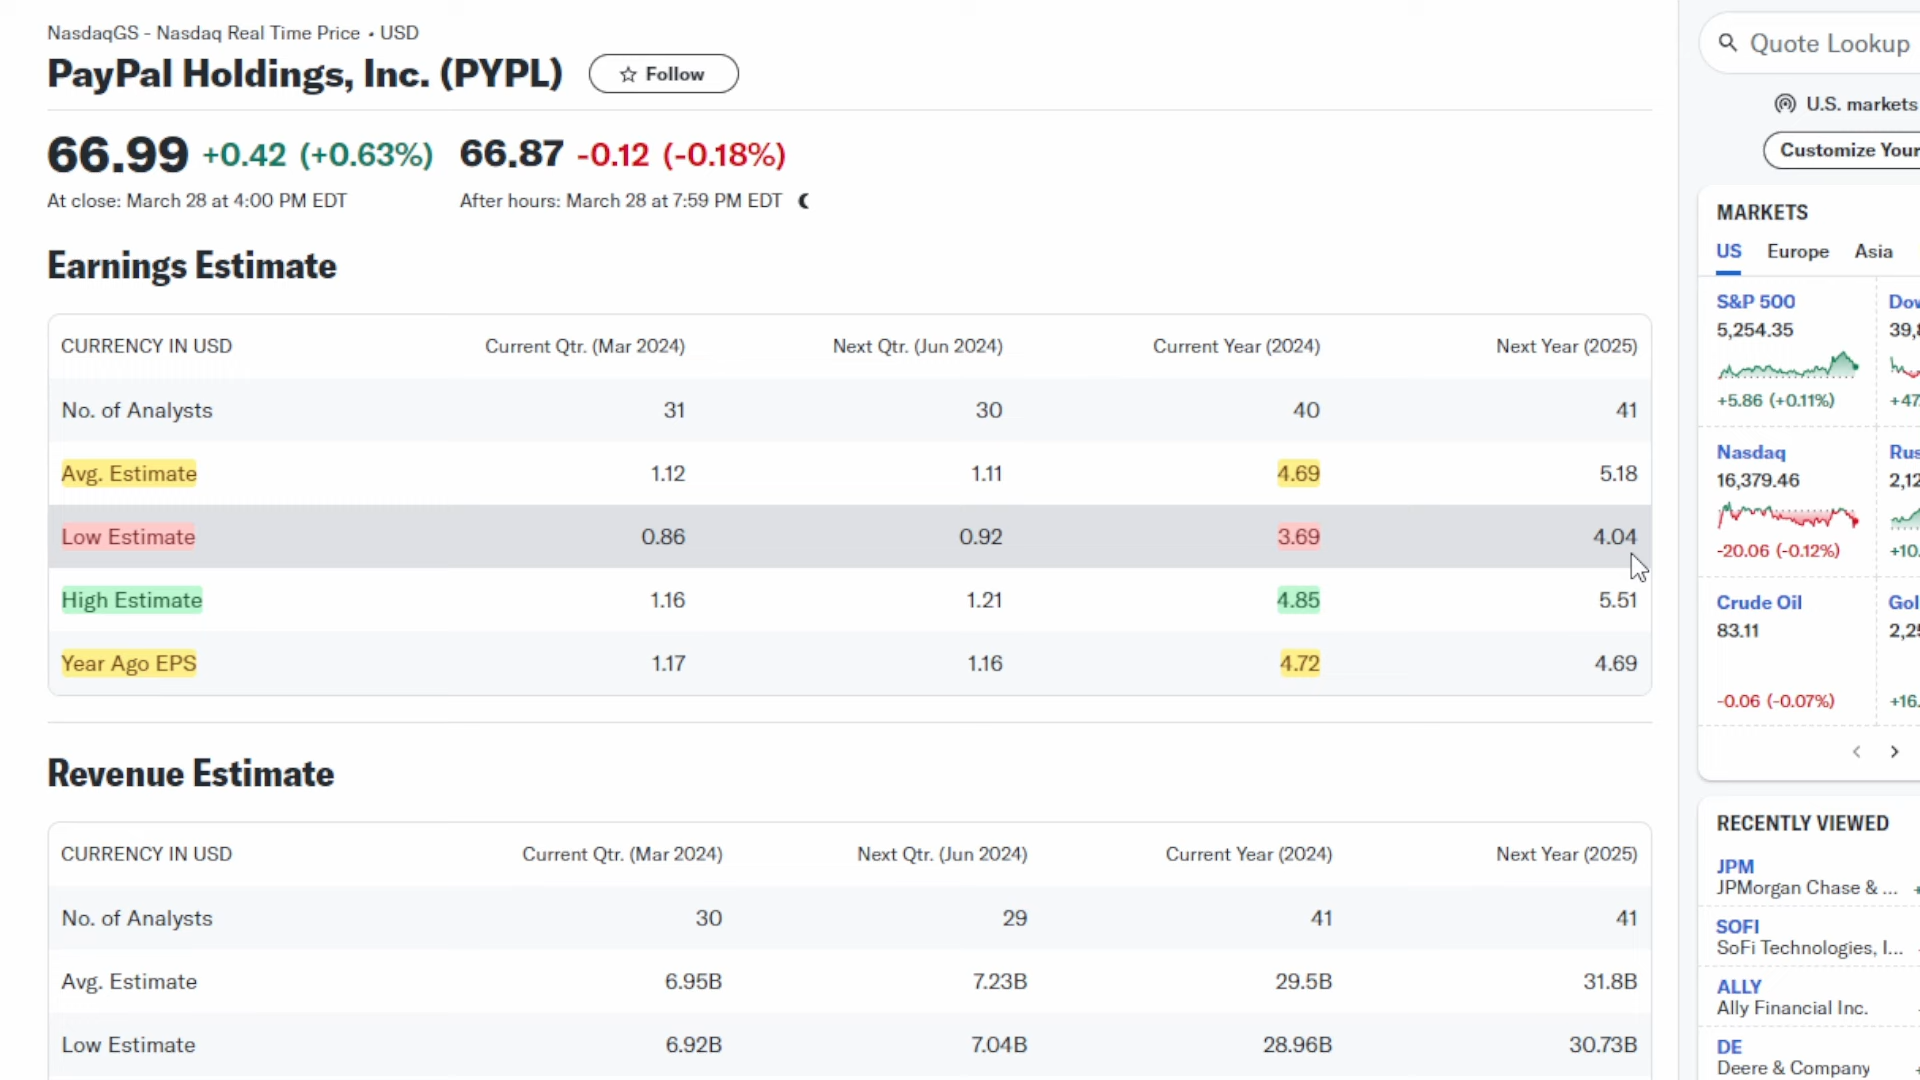 NasdaqGS - Nasdaq Real Time Price • USD
PayPal Holdings, Inc. (PYPL) Follow
66.99 +0.42 (+0.63%) 66.87 -0.12 (-0.18%)
At close: March 28 at 4:00 PM EDT After hours: March 28 at 7:59 PM EDT
Earnings Estimate
CURRENCY IN USD Current Qtr. (Mar 2024) Next Qtr. (Jun 2024) Current Year (2024) Next Year (2025)
No. of Analysts 31 30 40 41
Avg. Estimate 1.12 1.11 4.69 5.18
Low Estimate 0.86 0.92 3.69 4.04
High Estimate 1.16 1.21 4.85 5.51
Year Ago EPS 1.17 1.16 4.72 4.69
Revenue Estimate
CURRENCY IN USD Current Qtr. (Mar 2024) Next Qtr. (Jun 2024) Current Year (2024) Next Year (2025)
No. of Analysts 30 29 41 41
Avg. Estimate 6.95B 7.23B 29.5B 31.8B
Low Estimate 6.92B 7.04B 28.96B 30.73B
Quote Lookup
U.S. markets
Customize Your
MARKETS
US Europe Asia
S&P 500
5,254.35
+5.86 (+0.11%)
Nasdaq
16,379.46
-20.06 (-0.12%)
Crude Oil
83.11
-0.06 (-0.07%)
RECENTLY VIEWED
JPM
JPMorgan Chase & ...
SOFI
SoFi Technologies, I...
ALLY
Ally Financial Inc.
DE
Deere & Company